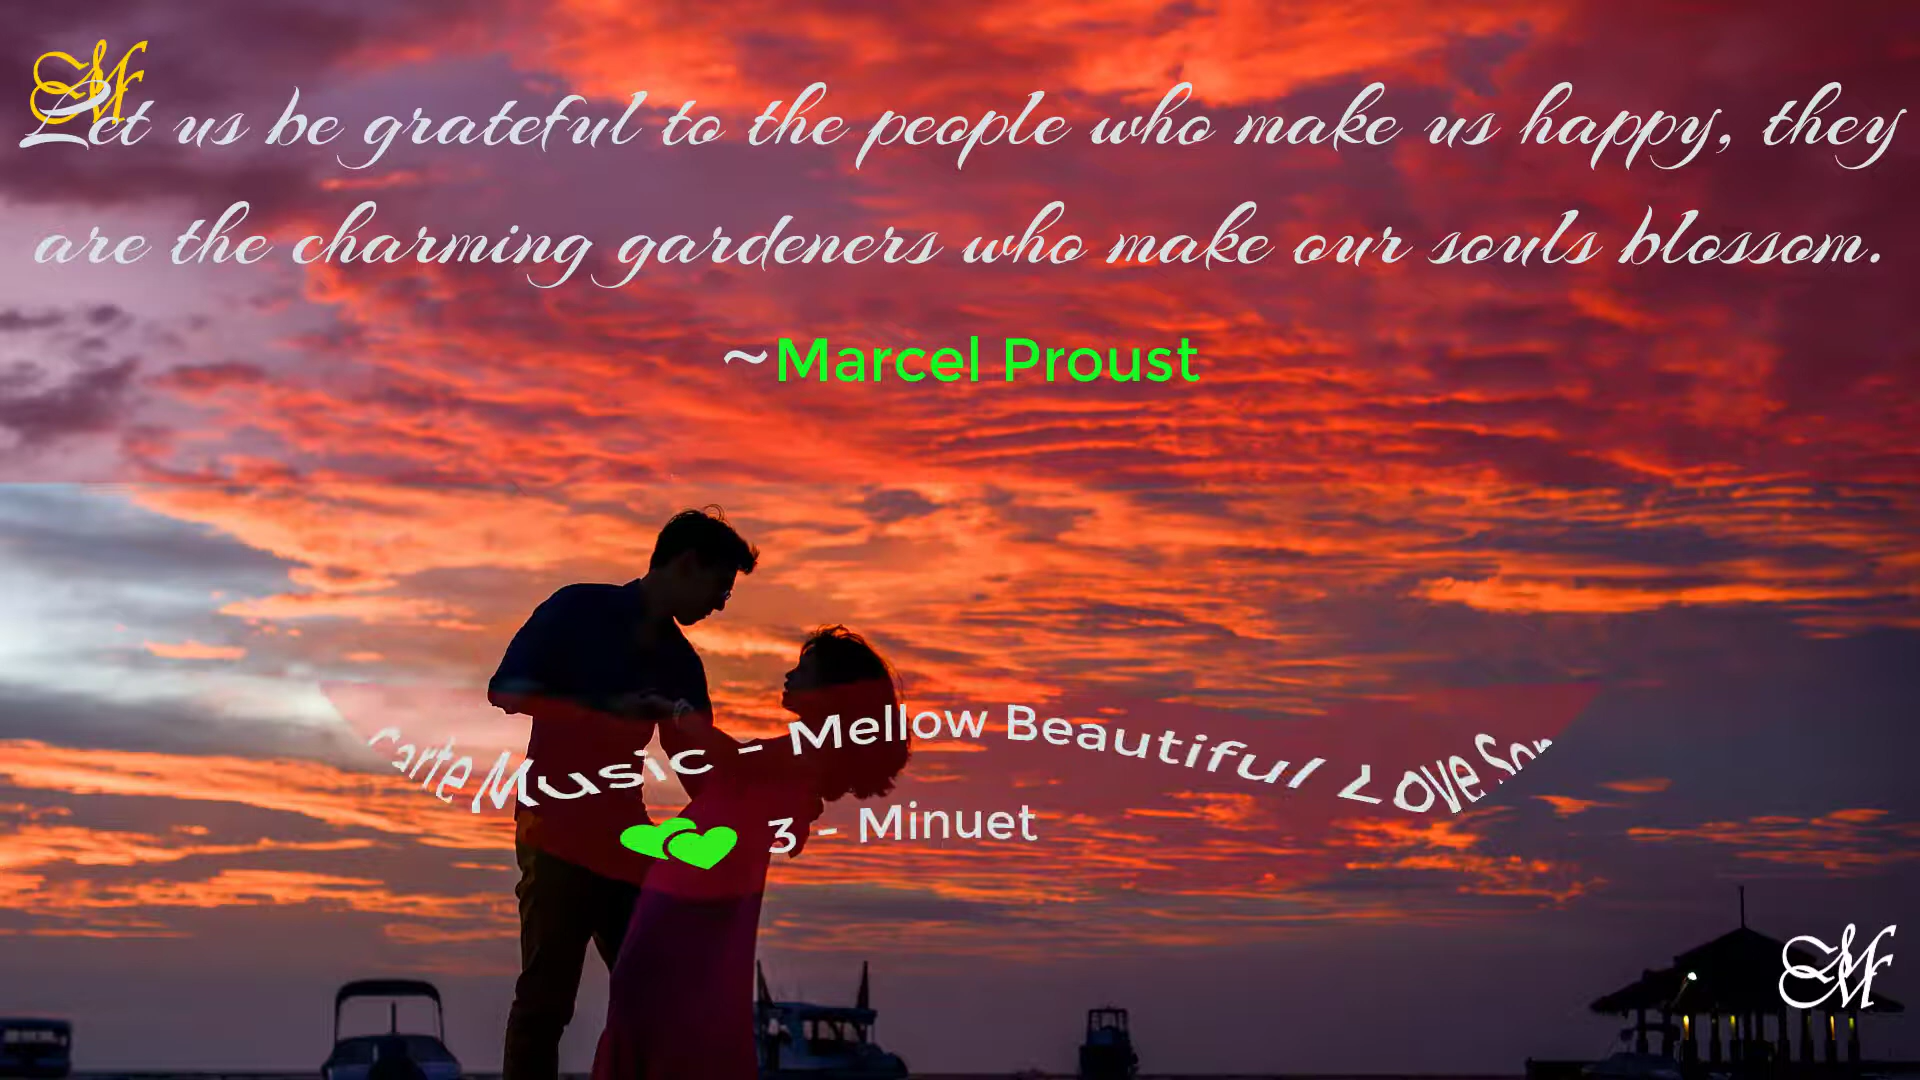 Let us be grateful to the people who make us happy, they
are the charming gardeners who make our souls blossom.
~Marcel Proust
Carte Music - Mellow Beautiful Love
3 - Minuet
M
M